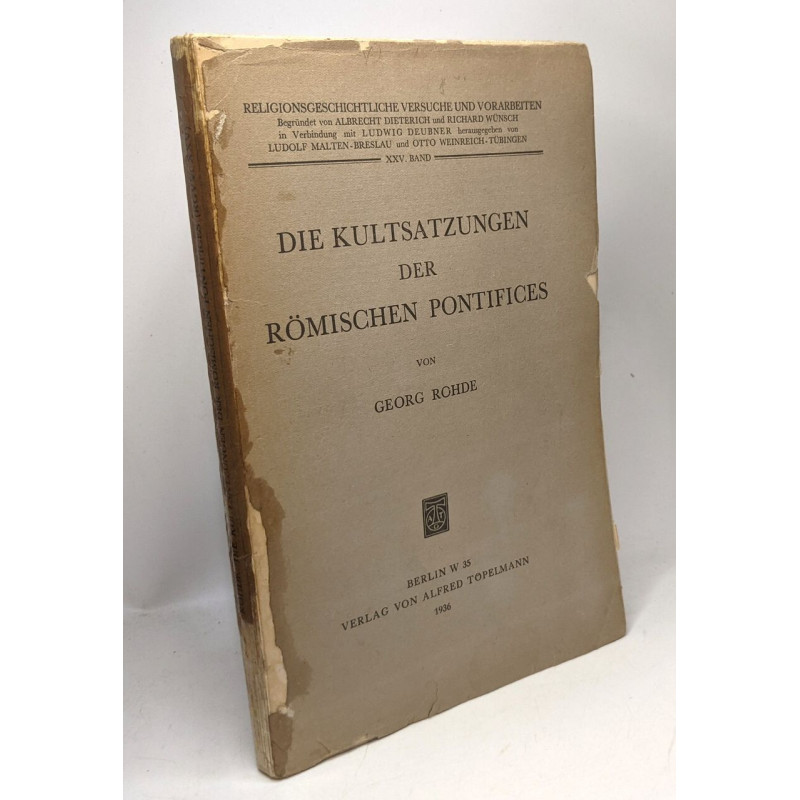 RELIGIONSGESCHICHTLICHE VERSUCHE UND VORARBEITEN
Begründet von ALBRECHT DIETERICH und RICHARD WÜNSCH
in Verbindung mit LUDWIG DEUBNER herausgegeben von
LUDOLF MALTEN-BRESLAU und OTTO WEINREICH-TÜBINGEN
XXV. BAND
DIE KULTSATZUNGEN
DER
RÖMISCHEN PONTIFICES
VON
GEORG ROHDE
BERLIN W 35
VERLAG VON ALFRED TÖPELMANN
1936